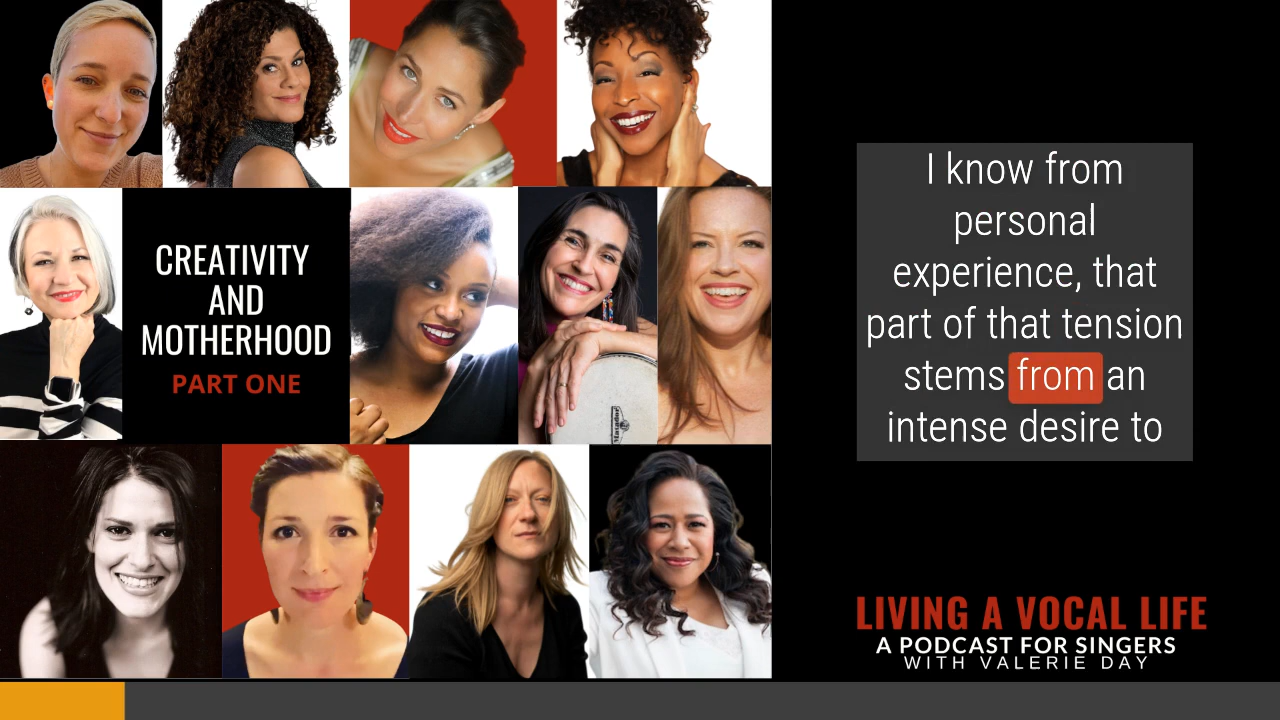 CREATIVITY
AND
MOTHERHOOD
PART ONE
I know from
personal
experience, that
part of that tension
stems from an
intense desire to
LIVING A VOCAL LIFE
A PODCAST FOR SINGERS
WITH VALERIE DAY